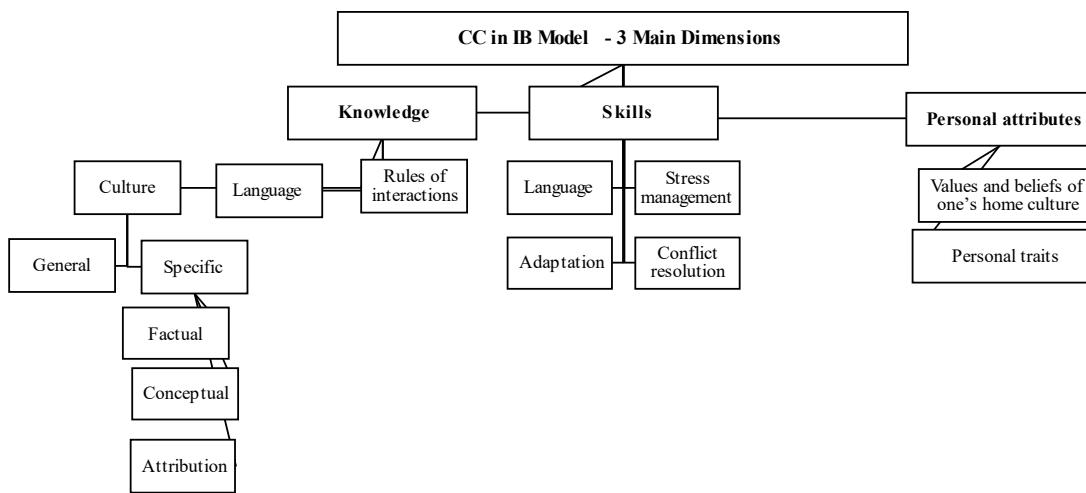 CC in IB Model - 3 Main Dimensions
Knowledge
Skills
Personal attributes
Culture
Language
Rules of
interactions
Language
Stress
management
Values and beliefs of
one's home culture
General
Specific
Adaptation
Conflict
resolution
Personal traits
Factual
Conceptual
Attribution